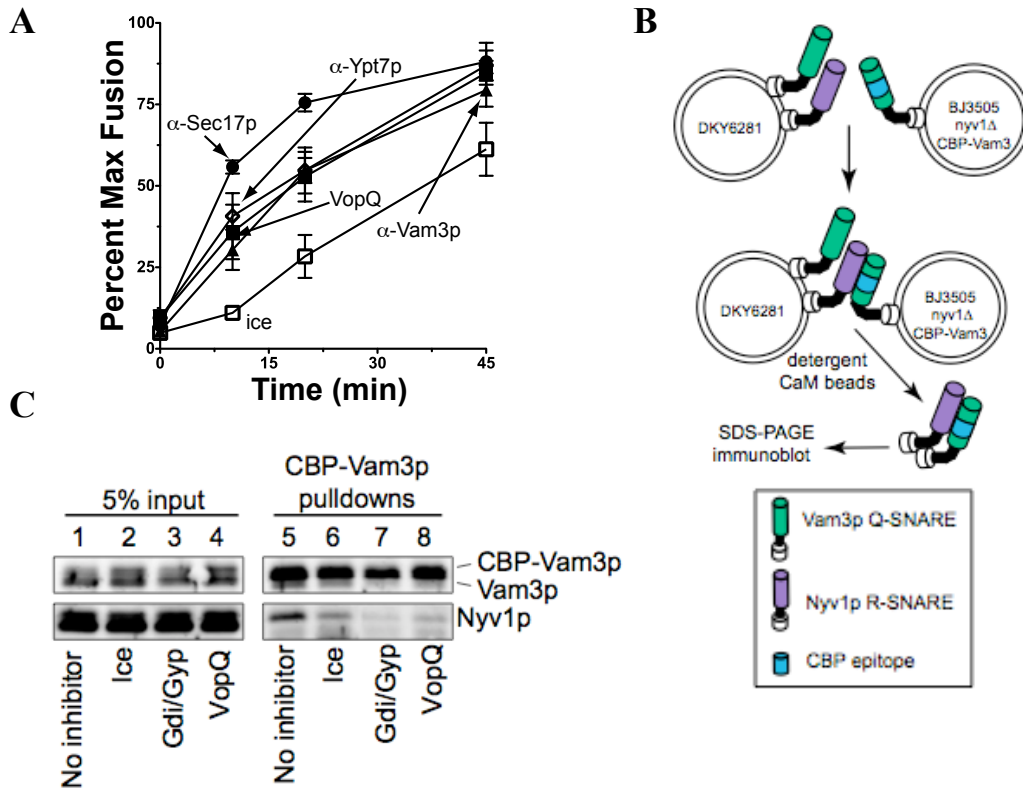 A
Percent Max Fusion
100
75
50
25
0
0
15
30
45
Time (min)
α-Sec17p
α-Ypt7p
VopQ
α-Vam3p
ice
B
DKY6281
BJ3505
nyv1Δ
CBP-Vam3
DKY6281
BJ3505
nyv1Δ
CBP-Vam3
detergent
CaM beads
SDS-PAGE
immunoblot
Vam3p Q-SNARE
Nyv1p R-SNARE
CBP epitope
C
5% input
CBP-Vam3p
pulldowns
1 2 3 4 5 6 7 8
CBP-Vam3p
Vam3p
Nyv1p
No inhibitor
Ice
Gdi/Gyp
VopQ
No inhibitor
Ice
Gdi/Gyp
VopQ